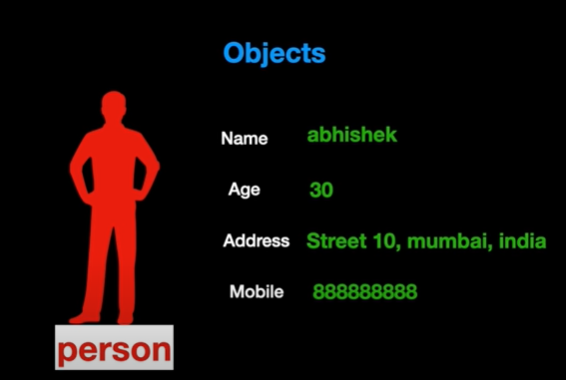 Objects
Name abhishek
Age 30
Address Street 10, mumbai, india
Mobile 888888888
person